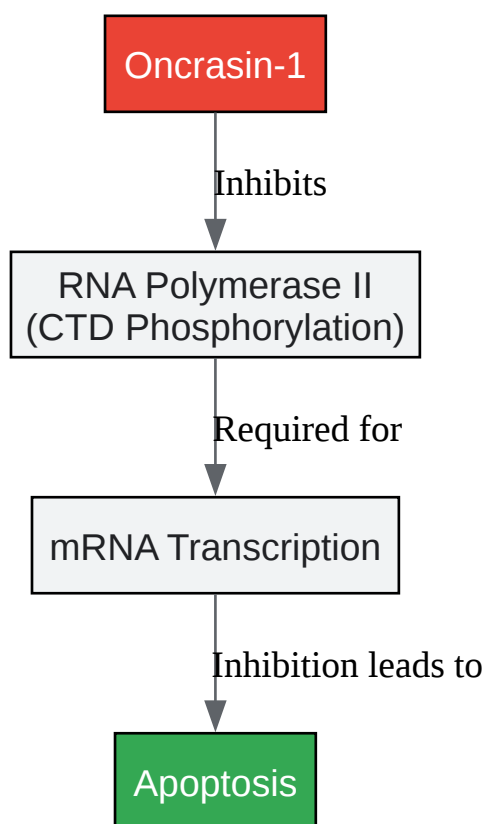 Oncrasin-1
Inhibits
RNA Polymerase II
(CTD Phosphorylation)
Required for
mRNA Transcription
Inhibition leads to
Apoptosis